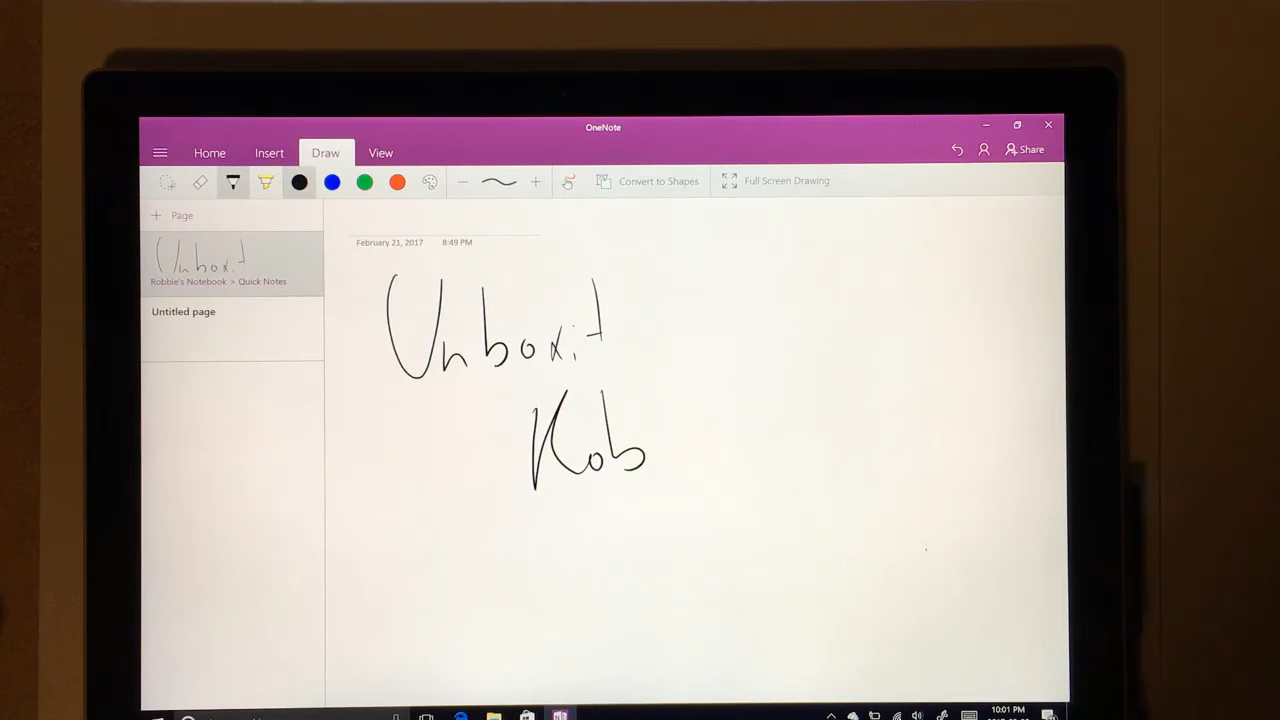 OneNote
Home Insert Draw View Share
Convert to Shapes Full Screen Drawing
+ Page
Unboxit
Robbie's Notebook > Quick Notes
Untitled page
February 21, 2017 8:49 PM
Unboxit
Rob
10:01 PM